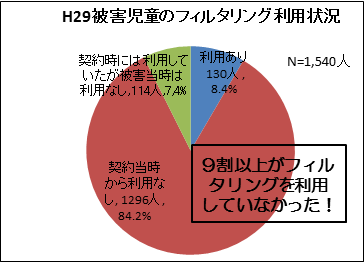 H29被害児童のフィルタリング利用状況
契約時には利用して
いたが被害当時は
利用なし, 114人, 7.4%
利用あり
130人 ,
8.4%
N=1,540人
契約当時
から利用な
し, 1296人,
84.2%
９割以上がフィル
タリングを利用
していなかった！